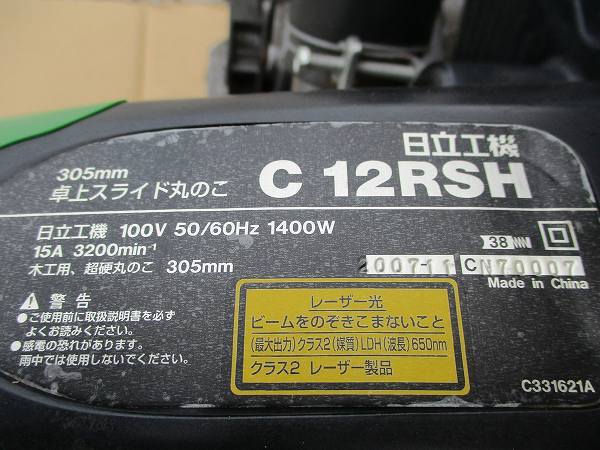 日立工機
305mm
卓上スライド丸のこ C 12RSH
日立工機 100V 50/60Hz 1400W
15A 3200min⁻¹
木工用、超硬丸のこ 305mm
38
2007-11 CN70007
Made in China
警告
●ご使用前に取扱説明書を必ず
よくお読みください。
●感電の恐れがあります。
雨中では使用しないでください。
レーザー光
ビームをのぞきこまないこと
(最大出力)クラス2(媒質)LDH(波長)650nm
クラス2 レーザー製品
C331621A